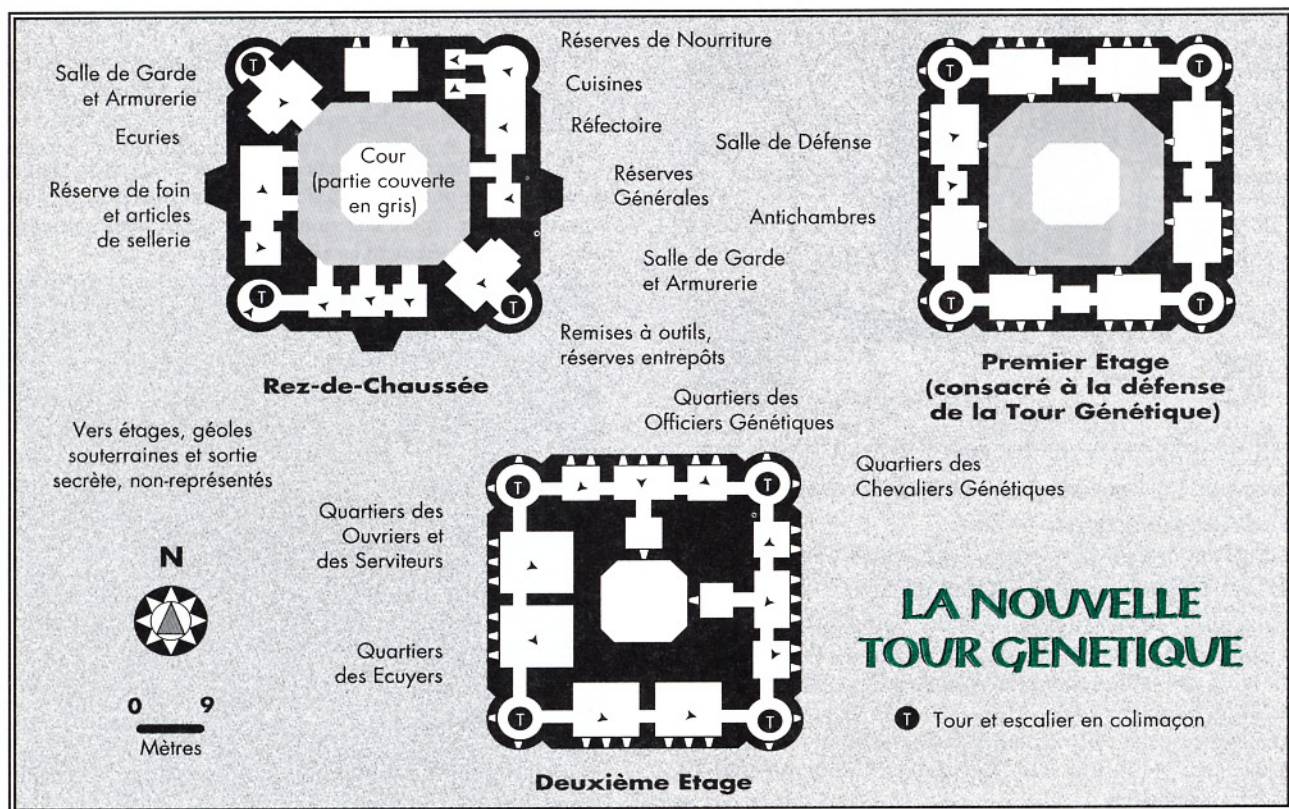 Salle de Garde
et Armurerie
Ecuries
Réserve de foin
et articles
de sellerie
T
T
T
Cour
(partie couverte
en gris)
Rez-de-Chaussée
Réserves de Nourriture
Cuisines
Réfectoire
Réserves
Générales
Salle de Garde
et Armurerie
Remises à outils,
réserves entrepôts
Salle de Défense
Antichambres
T
T
T
T
Premier Etage
(consacré à la défense
de la Tour Génétique)
Vers étages, géoles
souterraines et sortie
secrète, non-représentés
N
0 9
Mètres
Quartiers des
Officiers Génétiques
Quartiers des
Chevaliers Génétiques
Quartiers des
Ouvriers et
des Serviteurs
Quartiers
des Ecuyers
T
T
T
T
Deuxième Etage
LA NOUVELLE
TOUR GENETIQUE
T Tour et escalier en colimaçon